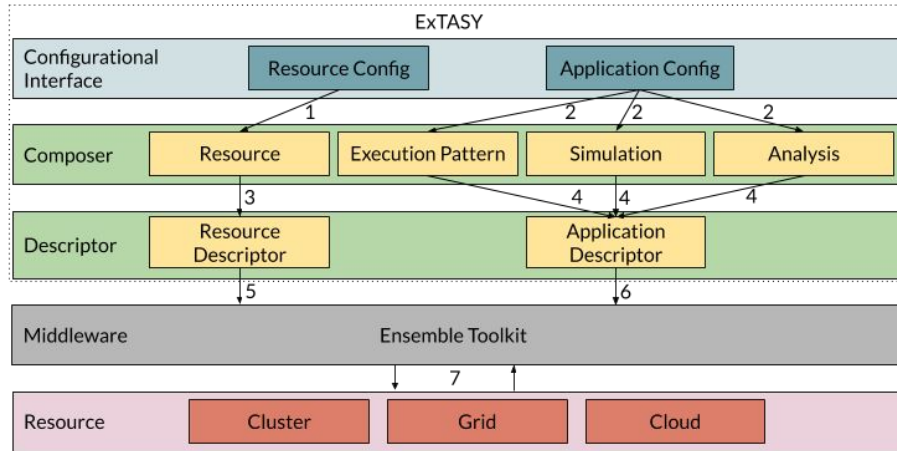 ExTASY
Configurational
Interface
Resource Config
Application Config
1
2
2
2
Composer
Resource
Execution Pattern
Simulation
Analysis
3
4
4
4
Descriptor
Resource
Descriptor
Application
Descriptor
5
6
Middleware
Ensemble Toolkit
7
Resource
Cluster
Grid
Cloud